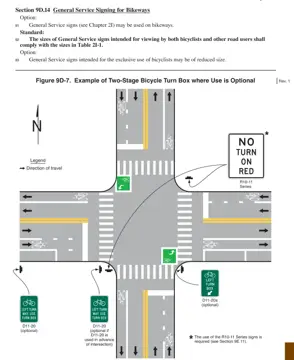 Section 9D.14 General Service Signing for Bikeways
Option:
General Service signs (see Chapter 2I) may be used on bikeways.
Standard:
The sizes of General Service signs intended for viewing by both bicyclists and other road users shall
comply with the sizes in Table 2I-1.
Option:
General Service signs intended for the exclusive use of bicyclists may be of reduced size.
Figure 9D-7. Example of Two-Stage Bicycle Turn Box where Use is Optional
N
Legend
Direction of travel
NO
TURN
ON
RED
*
R10-11
Series
D11-20
(optional)
D11-20
(optional if
D11-20 is
used in advance
of intersection)
LEFT
TURN
BOX
D11-20a
(optional)
* The use of the R10-11 Series signs is
required (see Section 9E.11).